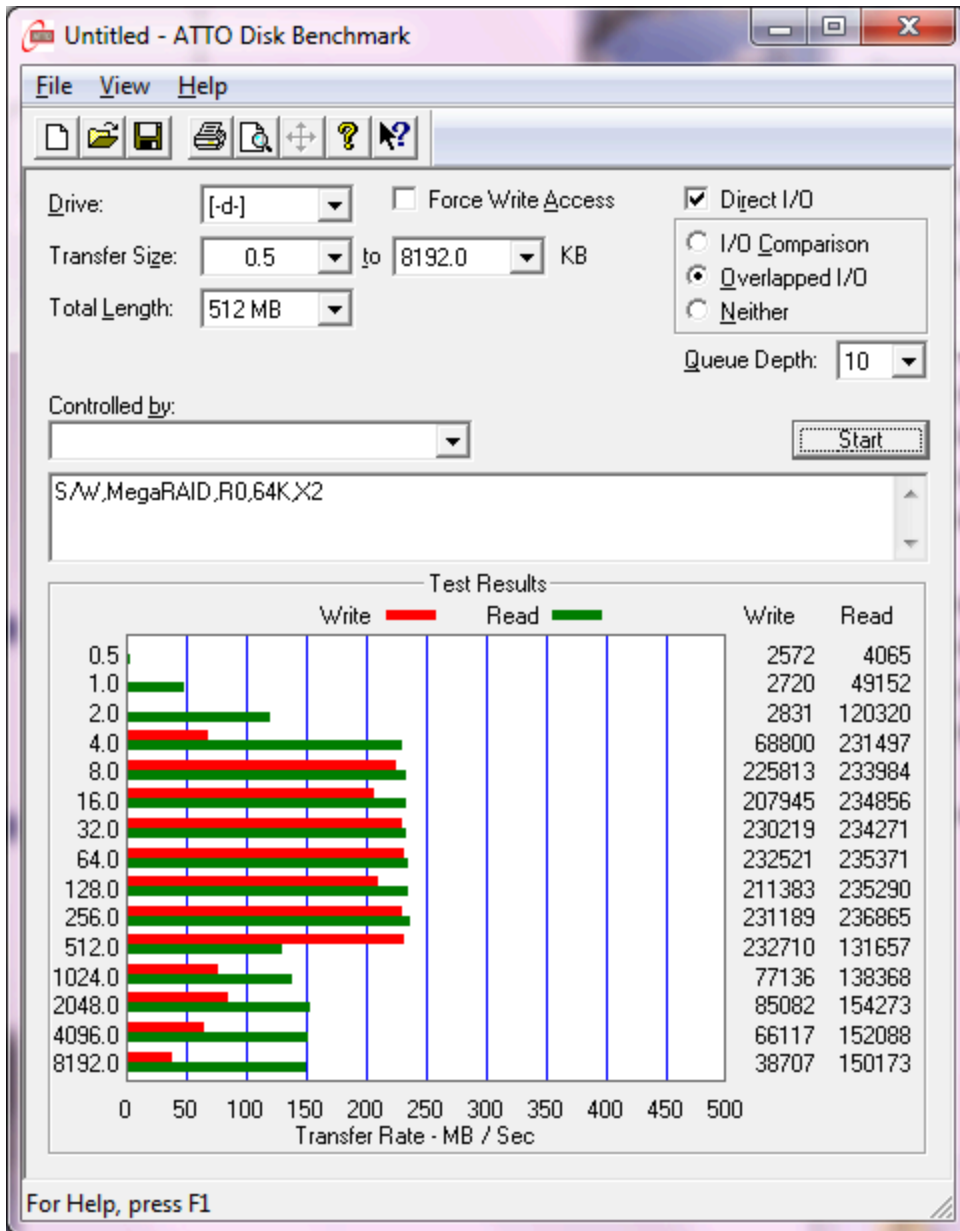 Untitled - ATTO Disk Benchmark
File View Help
Drive: [-d-] Force Write Access Direct I/O
Transfer Size: 0.5 to 8192.0 KB I/O Comparison
Overlapped I/O
Total Length: 512 MB Neither
Queue Depth: 10
Controlled by:
Start
S/W,MegaRAID,R0,64K,X2
Test Results
Write Read Write Read
0.5 2572 4065
1.0 2720 49152
2.0 2831 120320
4.0 68800 231497
8.0 225813 233984
16.0 207945 234856
32.0 230219 234271
64.0 232521 235371
128.0 211383 235290
256.0 231189 236865
512.0 232710 131657
1024.0 77136 138368
2048.0 85082 154273
4096.0 66117 152088
8192.0 38707 150173
0 50 100 150 200 250 300 350 400 450 500
Transfer Rate - MB / Sec
For Help, press F1